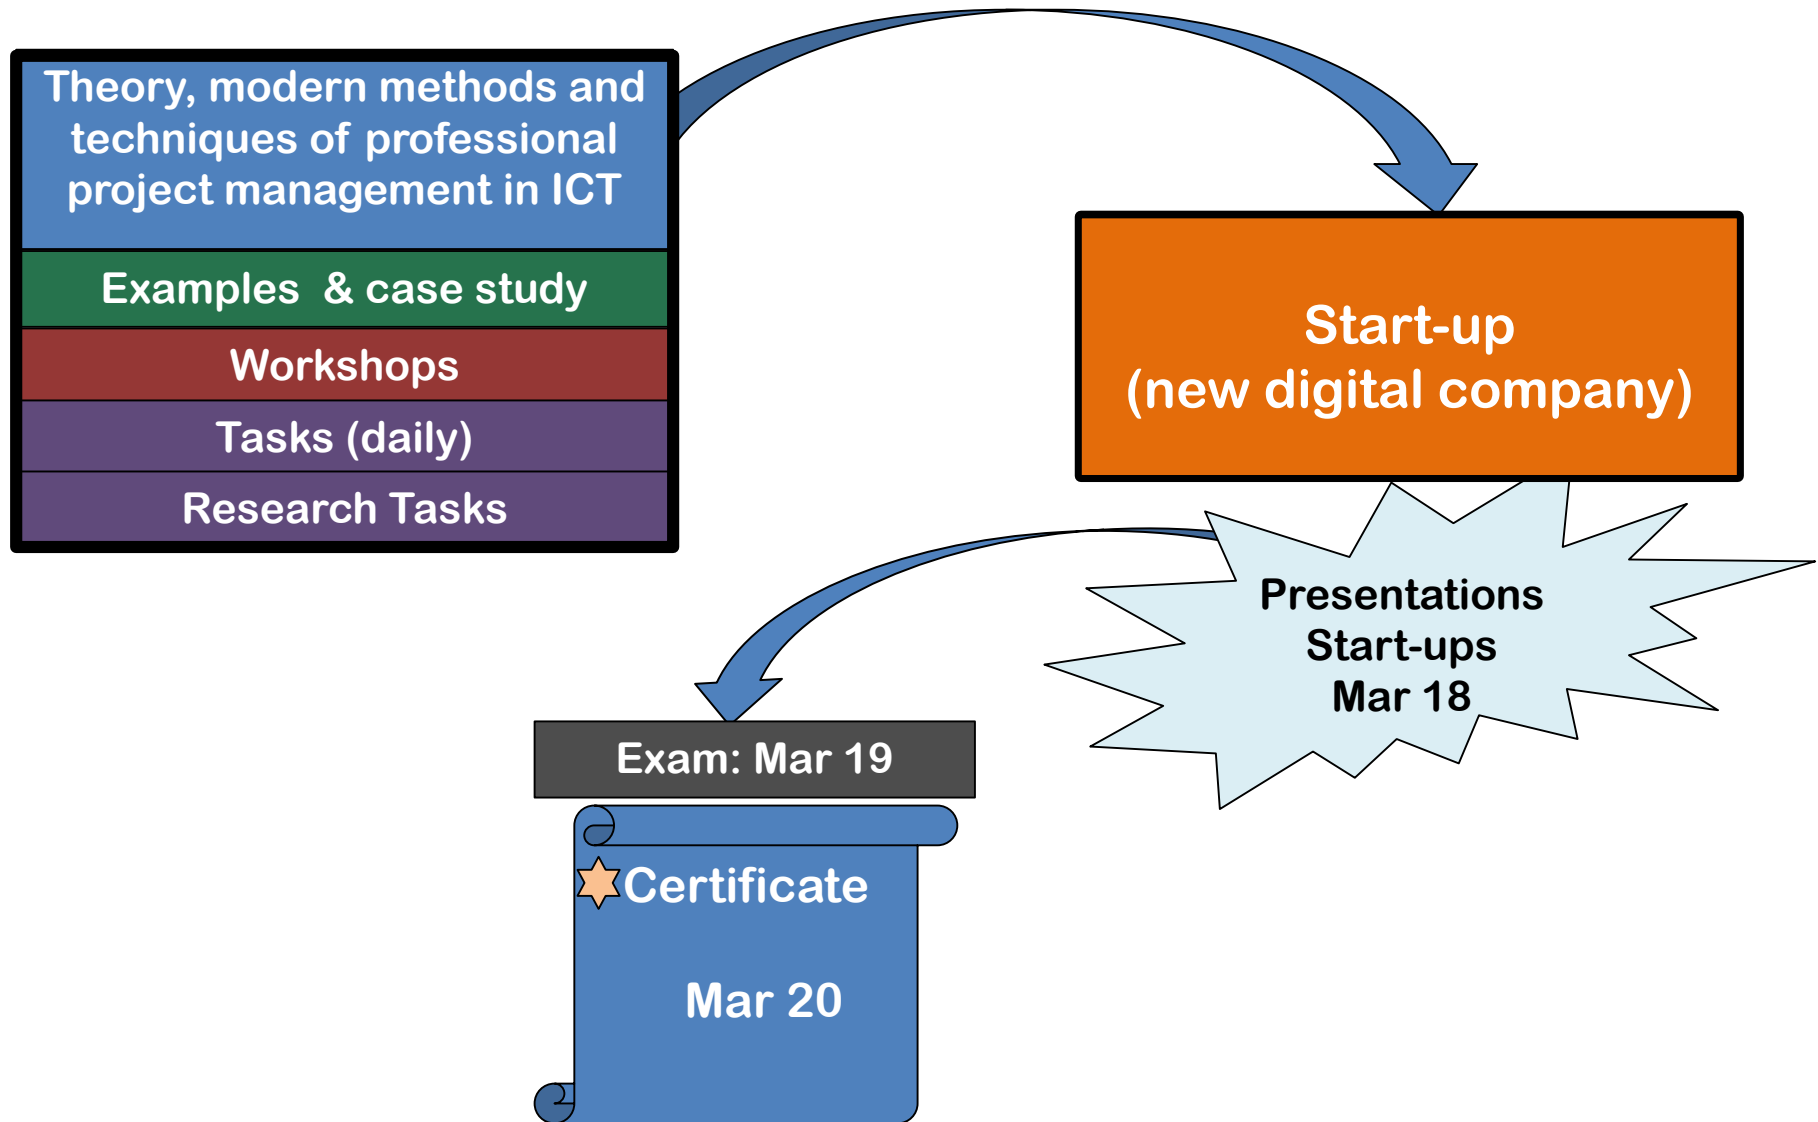 Theory, modern methods and
techniques of professional
project management in ICT
Examples & case study
Workshops
Tasks (daily)
Research Tasks
Start-up
(new digital company)
Presentations
Start-ups
Mar 18
Exam: Mar 19
Certificate
Mar 20